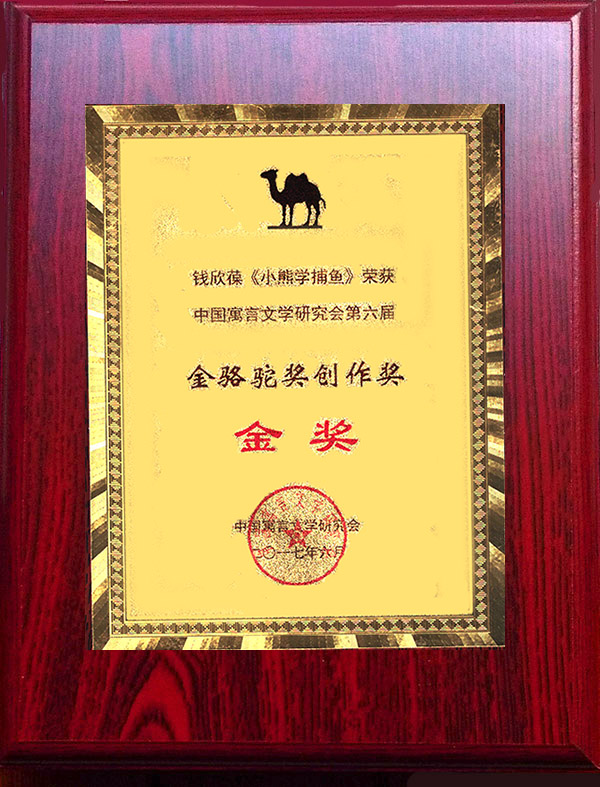 钱欣葆《小熊学捕鱼》荣获
中国寓言文学研究会第六届
金骆驼奖创作奖
金奖
中国寓言文学研究会
二〇一七年六月